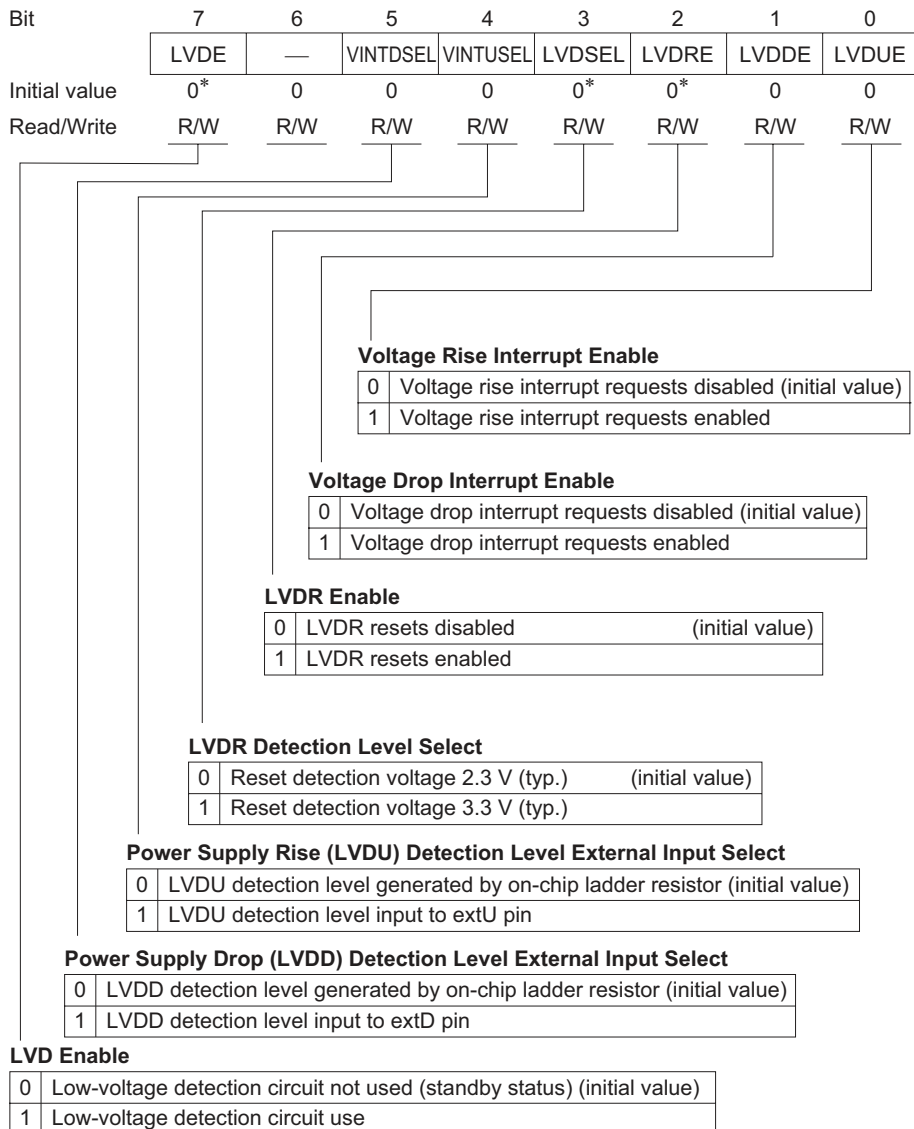 Bit 7 6 5 4 3 2 1 0
LVDE — VINTDSEL VINTUSEL LVDSEL LVDRE LVDDE LVDUE
Initial value 0* 0 0 0 0* 0* 0 0
Read/Write R/W R/W R/W R/W R/W R/W R/W R/W
Voltage Rise Interrupt Enable
0 Voltage rise interrupt requests disabled (initial value)
1 Voltage rise interrupt requests enabled
Voltage Drop Interrupt Enable
0 Voltage drop interrupt requests disabled (initial value)
1 Voltage drop interrupt requests enabled
LVDR Enable
0 LVDR resets disabled (initial value)
1 LVDR resets enabled
LVDR Detection Level Select
0 Reset detection voltage 2.3 V (typ.) (initial value)
1 Reset detection voltage 3.3 V (typ.)
Power Supply Rise (LVDU) Detection Level External Input Select
0 LVDU detection level generated by on-chip ladder resistor (initial value)
1 LVDU detection level input to extU pin
Power Supply Drop (LVDD) Detection Level External Input Select
0 LVDD detection level generated by on-chip ladder resistor (initial value)
1 LVDD detection level input to extD pin
LVD Enable
0 Low-voltage detection circuit not used (standby status) (initial value)
1 Low-voltage detection circuit use